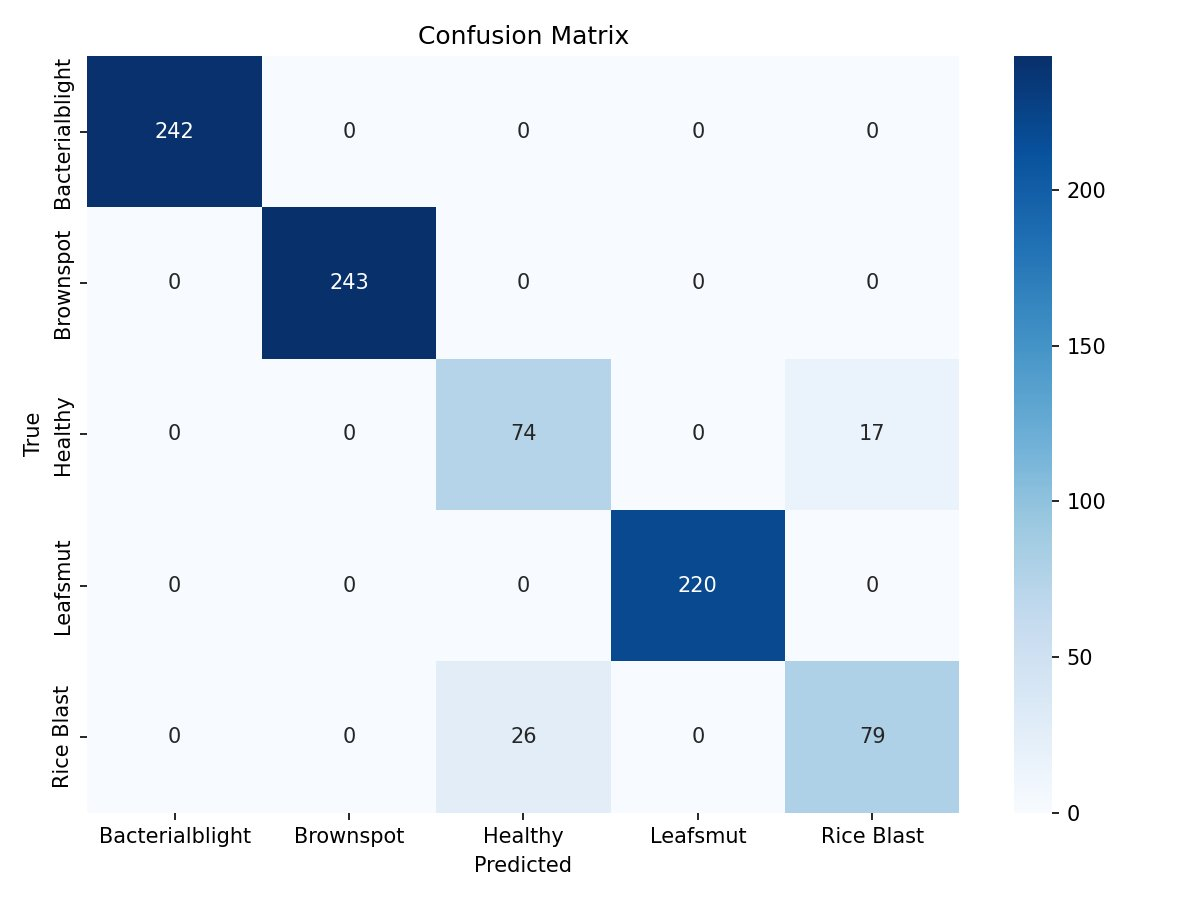 Confusion Matrix
True
Bacterialblight
242 0 0 0 0
Brownspot
0 243 0 0 0
Healthy
0 0 74 0 17
Leafsmut
0 0 0 220 0
Rice Blast
0 0 26 0 79
Bacterialblight Brownspot Healthy Leafsmut Rice Blast
Predicted
200
150
100
50
0